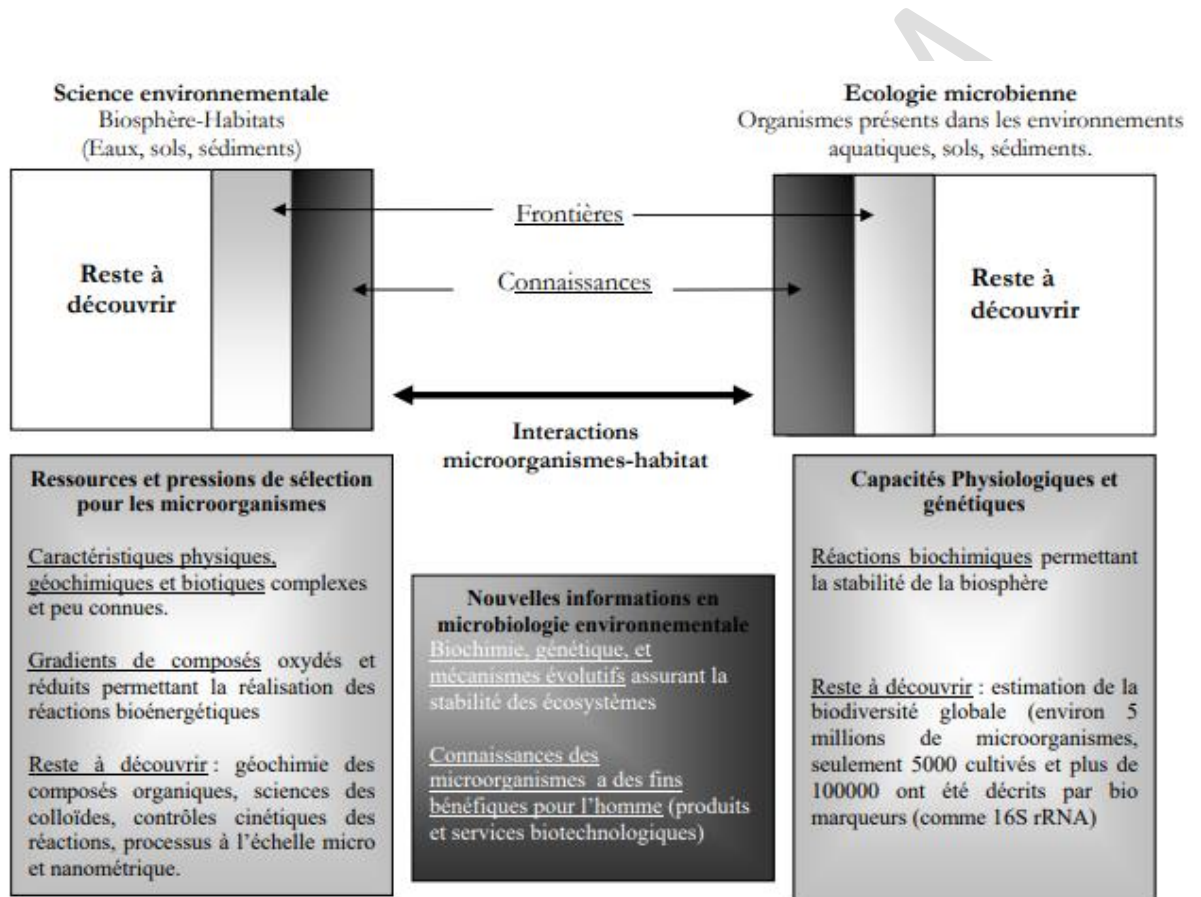 Science environnementale
Biosphère-Habitats
(Eaux, sols, sédiments)
Ecologie microbienne
Organismes présents dans les environnements
aquatiques, sols, sédiments.
Frontières
Connaissances
Reste à
découvrir
Reste à
découvrir
Interactions
microorganismes-habitat
Ressources et pressions de sélection
pour les microorganismes
Caractéristiques physiques,
géochimiques et biotiques complexes
et peu connues.
Gradients de composés oxydés et
réduits permettant la réalisation des
réactions bioénergétiques
Reste à découvrir : géochimie des
composés organiques, sciences des
colloïdes, contrôles cinétiques des
réactions, processus à l'échelle micro
et nanométrique.
Nouvelles informations en
microbiologie environnementale
Biochimie, génétique, et
mécanismes évolutifs assurant la
stabilité des écosystèmes
Connaissances des
microorganismes a des fins
bénéfiques pour l'homme (produits
et services biotechnologiques)
Capacités Physiologiques et
génétiques
Réactions biochimiques permettant
la stabilité de la biosphère
Reste à découvrir : estimation de la
biodiversité globale (environ 5
millions de microorganismes,
seulement 5000 cultivés et plus de
100000 ont été décrits par bio
marqueurs (comme 16S rRNA)